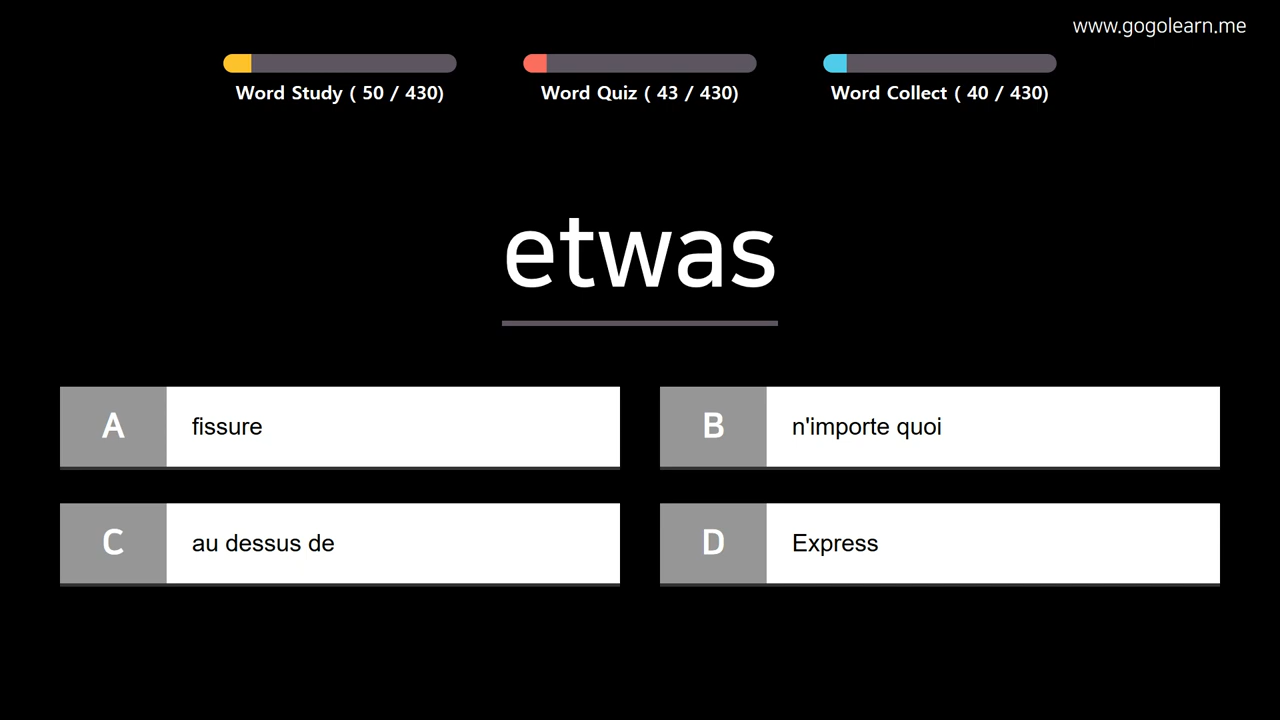 www.gogolearn.me
Word Study ( 50 / 430)
Word Quiz ( 43 / 430)
Word Collect ( 40 / 430)
etwas
A fissure
B n'importe quoi
C au dessus de
D Express